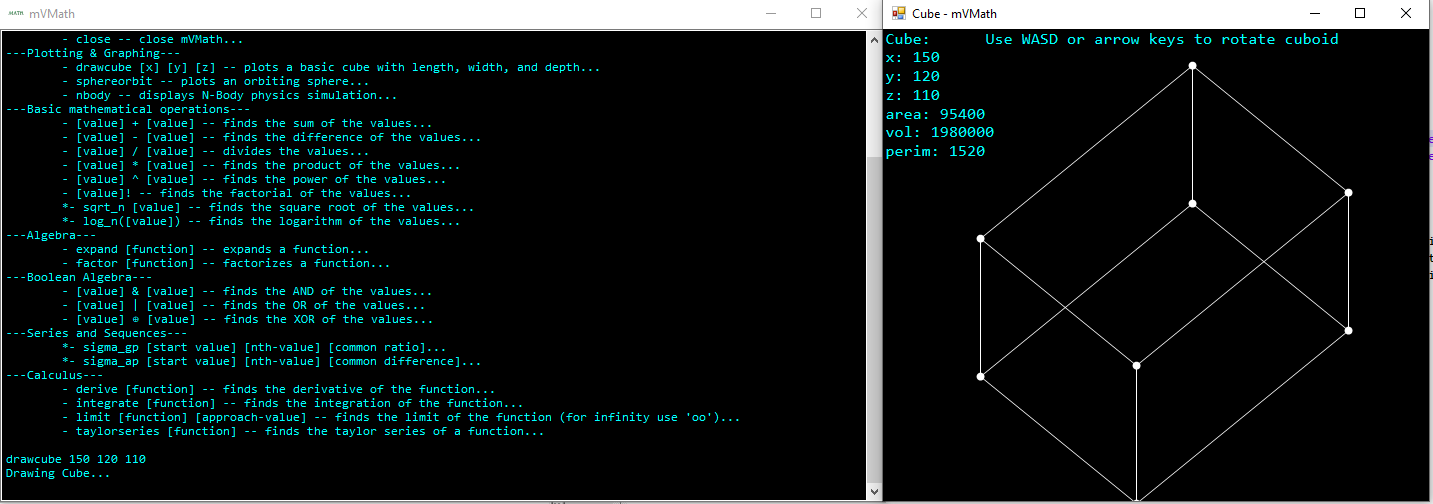 MATH mVMath
- close -- close mVMath...
---Plotting & Graphing---
- drawcube [x] [y] [z] -- plots a basic cube with length, width, and depth...
- sphereorbit -- plots an orbiting sphere...
- nbody -- displays N-Body physics simulation...
---Basic mathematical operations---
- [value] + [value] -- finds the sum of the values...
- [value] - [value] -- finds the difference of the values...
- [value] / [value] -- divides the values...
- [value] * [value] -- finds the product of the values...
- [value] ^ [value] -- finds the power of the values...
- [value]! -- finds the factorial of the values...
*- sqrt_n [value] -- finds the square root of the values...
*- log_n([value]) -- finds the logarithm of the values...
---Algebra---
- expand [function] -- expands a function...
- factor [function] -- factorizes a function...
---Boolean Algebra---
- [value] & [value] -- finds the AND of the values...
- [value] | [value] -- finds the OR of the values...
- [value] ⊕ [value] -- finds the XOR of the values...
---Series and Sequences---
*- sigma_gp [start value] [nth-value] [common ratio]...
*- sigma_ap [start value] [nth-value] [common difference]...
---Calculus---
- derive [function] -- finds the derivative of the function...
- integrate [function] -- finds the integration of the function...
- limit [function] [approach-value] -- finds the limit of the function (for infinity use 'oo')...
- taylorseries [function] -- finds the taylor series of a function...
drawcube 150 120 110
Drawing Cube...
Cube - mVMath
Cube: Use WASD or arrow keys to rotate cuboid
x: 150
y: 120
z: 110
area: 95400
vol: 1980000
perim: 1520